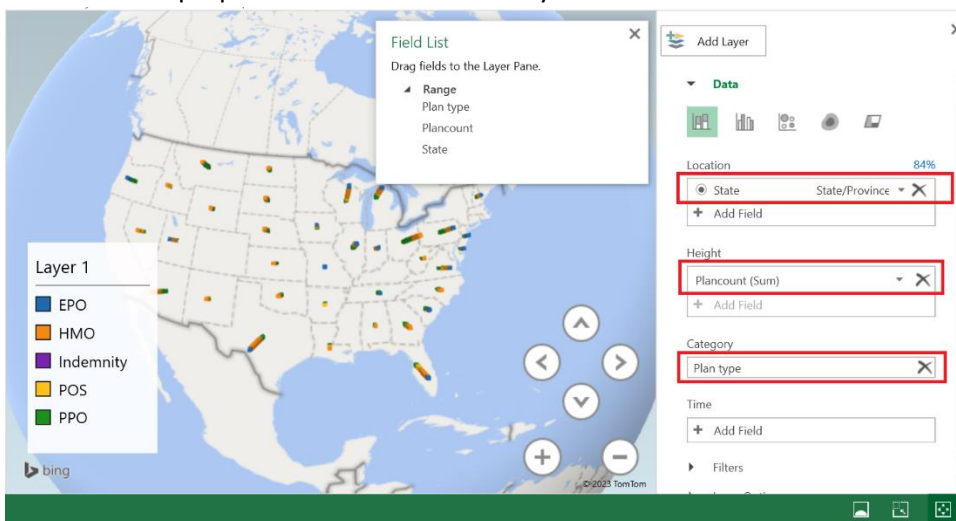 Field List
Drag fields to the Layer Pane.
Range
Plan type
Plancount
State
Layer 1
EPO
HMO
Indemnity
POS
PPO
bing
© 2023 TomTom
Add Layer
Data
Location 84%
State State/Province
+ Add Field
Height
Plancount (Sum)
+ Add Field
Category
Plan type
Time
+ Add Field
Filters